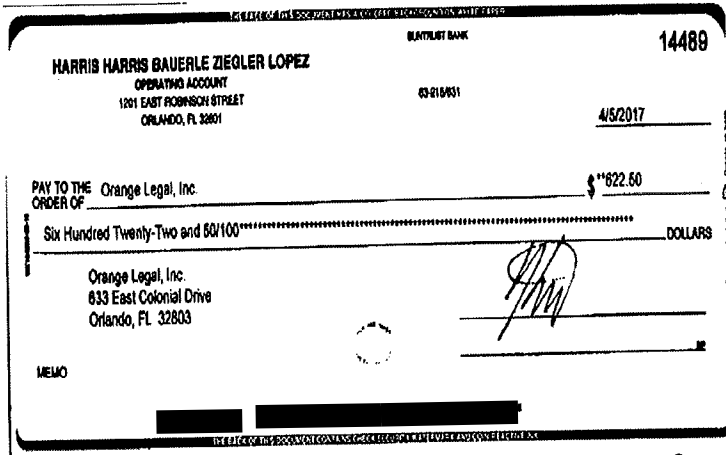 SUNTRUST BANK
14489
HARRIS HARRIS BAUERLE ZIEGLER LOPEZ
OPERATING ACCOUNT
1201 EAST ROBINSON STREET
ORLANDO, FL 32801
63-215/631
4/5/2017
PAY TO THE ORDER OF Orange Legal, Inc. $ **622.50
Six Hundred Twenty-Two and 50/100**************************************** DOLLARS
Orange Legal, Inc.
633 East Colonial Drive
Orlando, FL 32803
MEMO